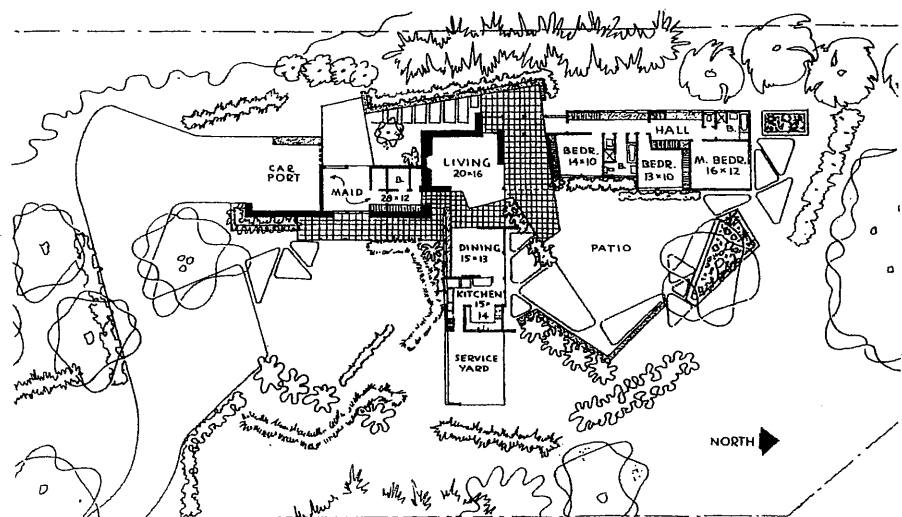 CAR
PORT
MAID
B.
28×12
LIVING
20×16
BEDR.
14×10
B.
HALL
BEDR.
13×10
B.
M. BEDR.
16×12
DINING
15×13
KITCHEN
15×
14
SERVICE
YARD
PATIO
NORTH